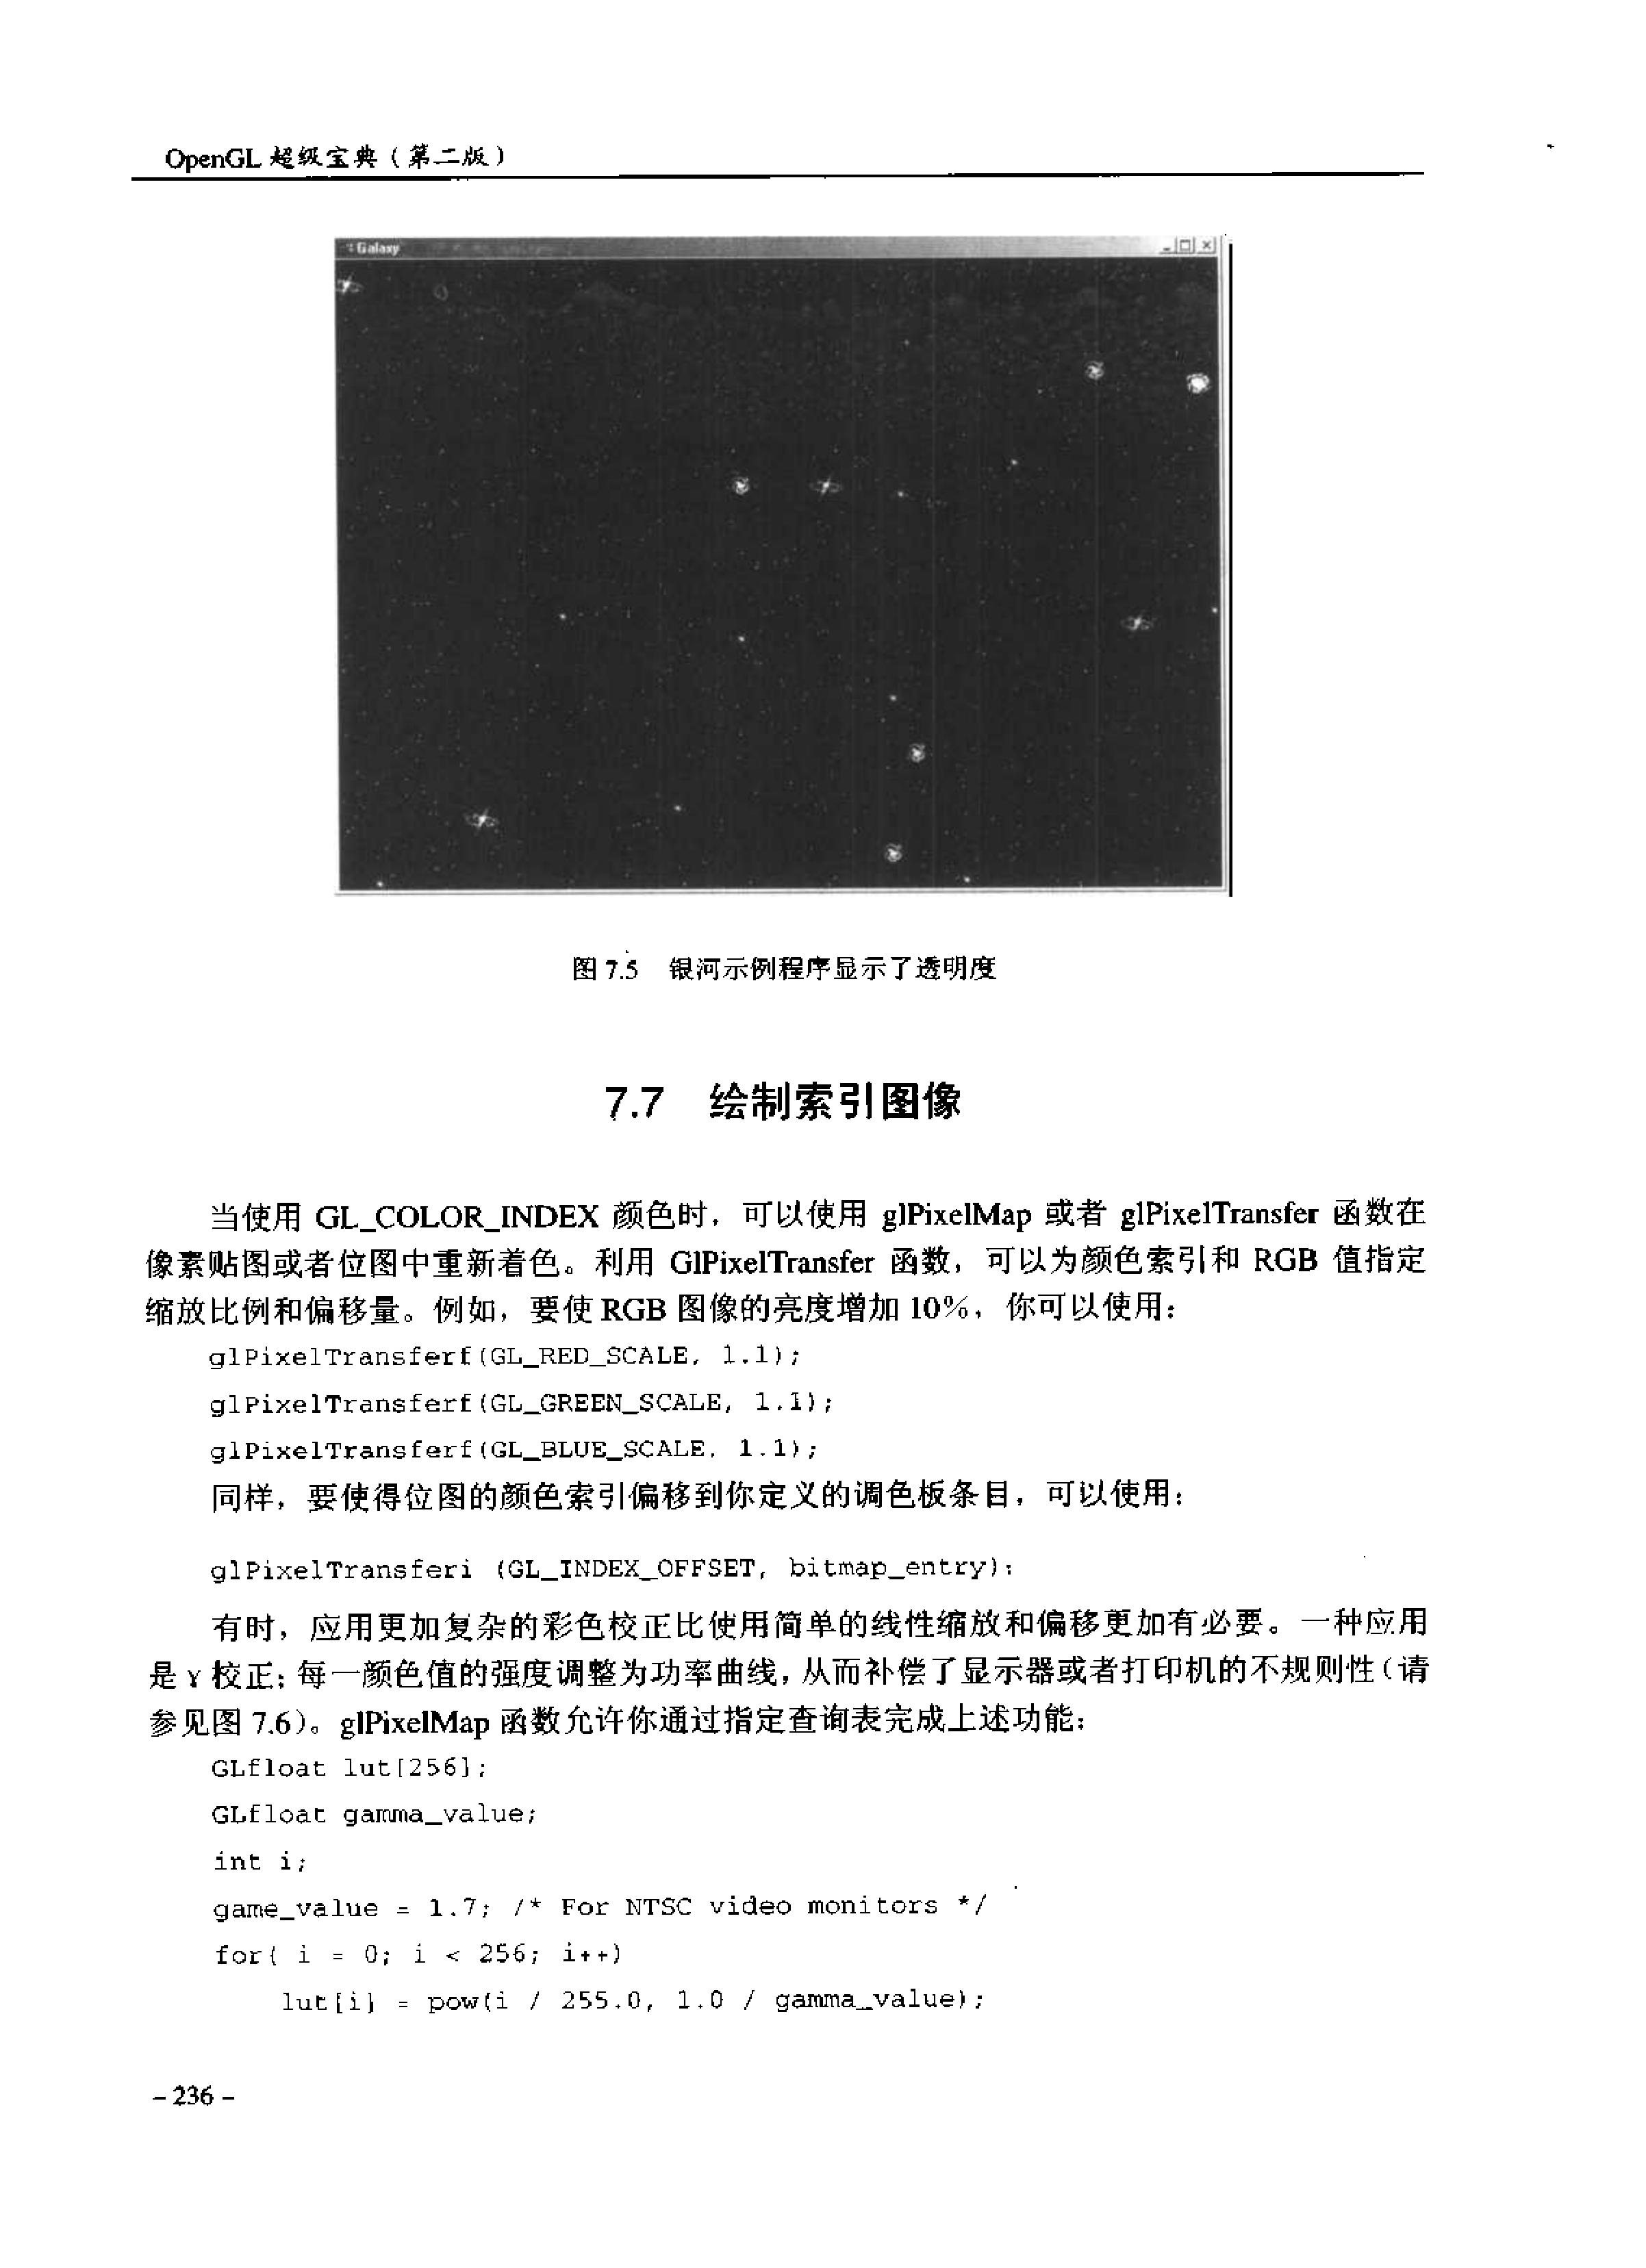 OpenGL 超级宝典（第二版）
Galaxy
图 7.5 银河示例程序显示了透明度
7.7 绘制索引图像
当使用 GL_COLOR_INDEX 颜色时，可以使用 glPixelMap 或者 glPixelTransfer 函数在
像素贴图或者位图中重新着色。利用 GlPixelTransfer 函数，可以为颜色索引和 RGB 值指定
缩放比例和偏移量。例如，要使 RGB 图像的亮度增加 10%，你可以使用：
glPixelTransferf(GL_RED_SCALE, 1.1);
glPixelTransferf(GL_GREEN_SCALE, 1.1);
glPixelTransferf(GL_BLUE_SCALE, 1.1);
同样，要使得位图的颜色索引偏移到你定义的调色板条目，可以使用：
glPixelTransferi (GL_INDEX_OFFSET, bitmap_entry);
有时，应用更加复杂的彩色校正比使用简单的线性缩放和偏移更加有必要。一种应用
是 γ 校正；每一颜色值的强度调整为功率曲线，从而补偿了显示器或者打印机的不规则性（请
参见图 7.6）。glPixelMap 函数允许你通过指定查询表完成上述功能：
GLfloat lut[256];
GLfloat gamma_value;
int i;
game_value = 1.7; /* For NTSC video monitors */
for( i = 0; i < 256; i++)
lut[i] = pow(i / 255.0, 1.0 / gamma_value);
- 236 -